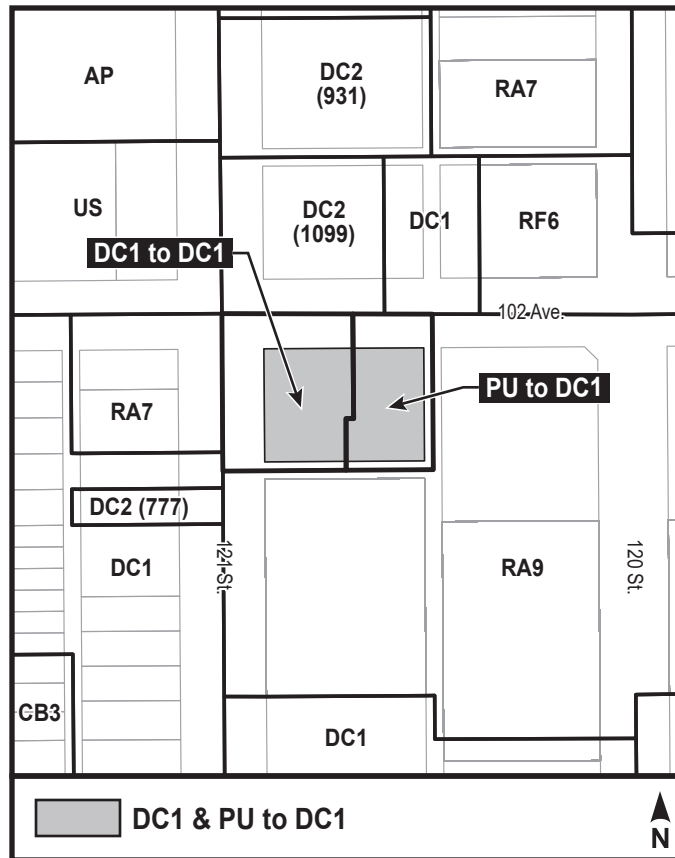 AP
DC2
(931)
RA7
US
DC2
(1099)
DC1
RF6
DC1 to DC1
102 Ave.
RA7
PU to DC1
DC2 (777)
DC1
121 St.
RA9
120 St.
CB3
DC1
DC1 & PU to DC1
N